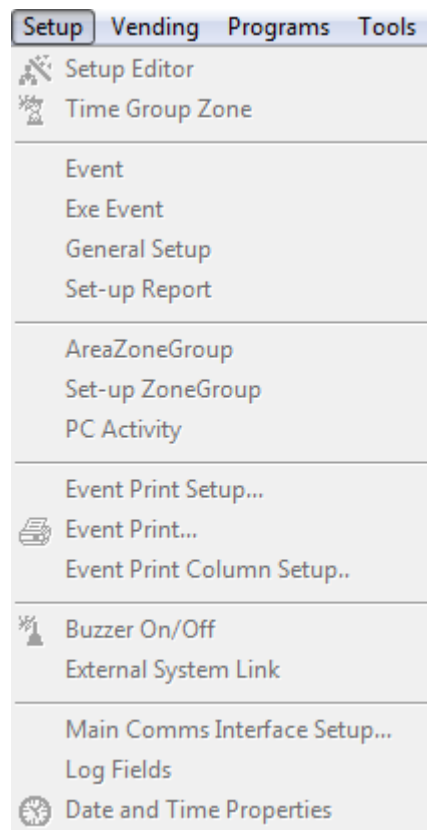 Setup Vending Programs Tools
Setup Editor
Time Group Zone
Event
Exe Event
General Setup
Set-up Report
AreaZoneGroup
Set-up ZoneGroup
PC Activity
Event Print Setup...
Event Print...
Event Print Column Setup..
Buzzer On/Off
External System Link
Main Comms Interface Setup...
Log Fields
Date and Time Properties